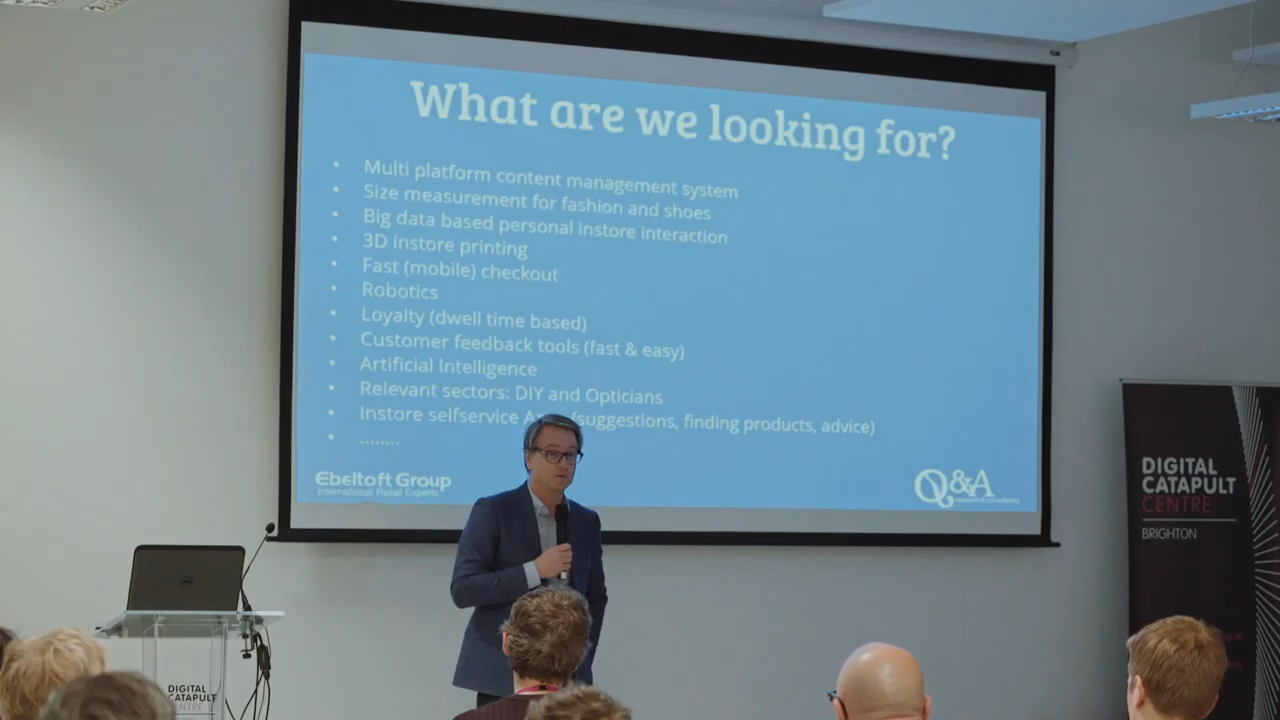 What are we looking for?
• Multi platform content management system
• Size measurement for fashion and shoes
• Big data based personal instore interaction
• 3D instore printing
• Fast (mobile) checkout
• Robotics
• Loyalty (dwell time based)
• Customer feedback tools (fast & easy)
• Artificial Intelligence
• Relevant sectors: DIY and Opticians
• Instore selfservice (suggestions, finding products, advice)
• ........
Ebeltoft Group
International Retail Experts
Q&A
DIGITAL
CATAPULT
CENTRE
BRIGHTON
DELL
DIGITAL
CATAPULT
CENTRE